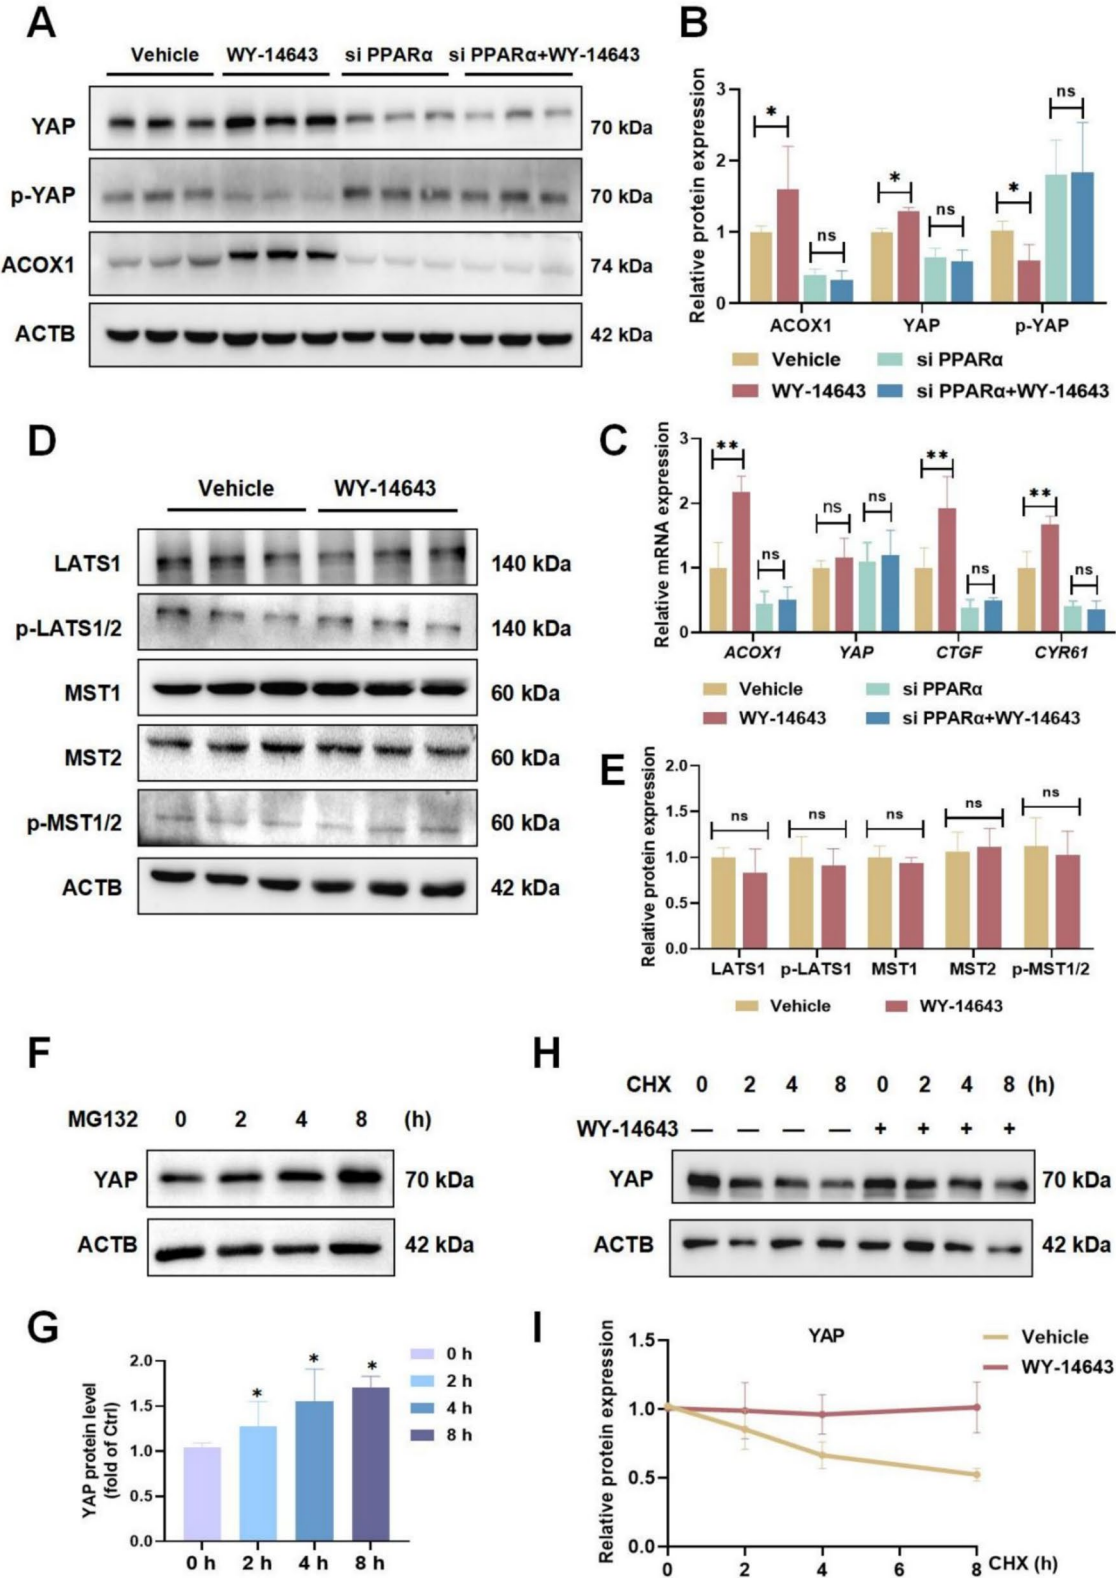 A
Vehicle WY-14643 si PPARα si PPARα+WY-14643
YAP 70 kDa
p-YAP 70 kDa
ACOX1 74 kDa
ACTB 42 kDa
B
Relative protein expression
3
2
1
0
* ns * ns * ns
ACOX1 YAP p-YAP
Vehicle si PPARα
WY-14643 si PPARα+WY-14643
D
Vehicle WY-14643
LATS1 140 kDa
p-LATS1/2 140 kDa
MST1 60 kDa
MST2 60 kDa
p-MST1/2 60 kDa
ACTB 42 kDa
C
Relative mRNA expression
3
2
1
0
** ns ns ns ** ns ** ns
ACOX1 YAP CTGF CYR61
Vehicle si PPARα
WY-14643 si PPARα+WY-14643
E
Relative protein expression
2.0
1.5
1.0
0.5
0.0
ns ns ns ns ns
LATS1 p-LATS1 MST1 MST2 p-MST1/2
Vehicle WY-14643
F
MG132 0 2 4 8 (h)
YAP 70 kDa
ACTB 42 kDa
H
CHX 0 2 4 8 0 2 4 8 (h)
WY-14643 — — — — + + + +
YAP 70 kDa
ACTB 42 kDa
G
YAP protein level
(fold of Ctrl)
2.0
1.5
1.0
0.5
0.0
* * *
0 h 2 h 4 h 8 h
0 h
2 h
4 h
8 h
I
YAP
Relative protein expression
1.5
1.0
0.5
0.0
0 2 4 6 8 CHX (h)
Vehicle
WY-14643